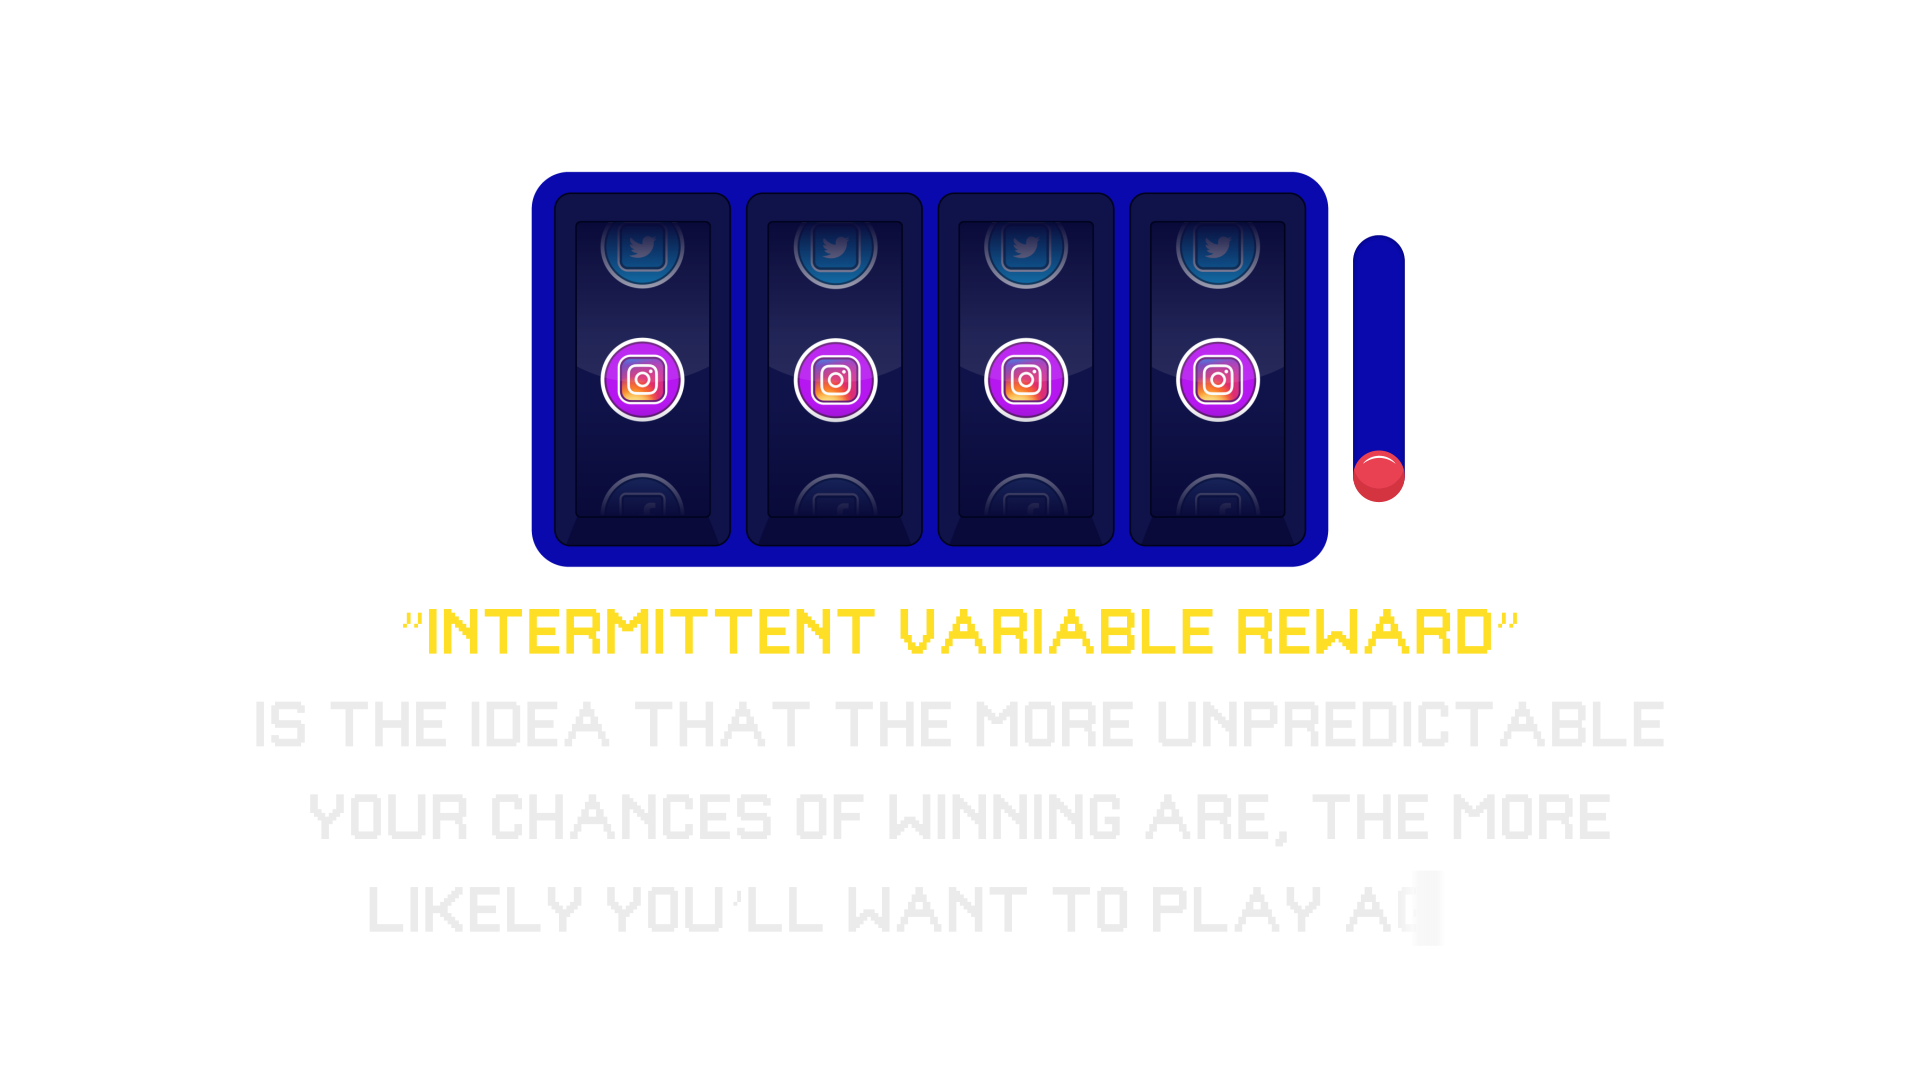 "INTERMITTENT VARIABLE REWARD"
IS THE IDEA THAT THE MORE UNPREDICTABLE
YOUR CHANCES OF WINNING ARE, THE MORE
LIKELY YOU'LL WANT TO PLAY